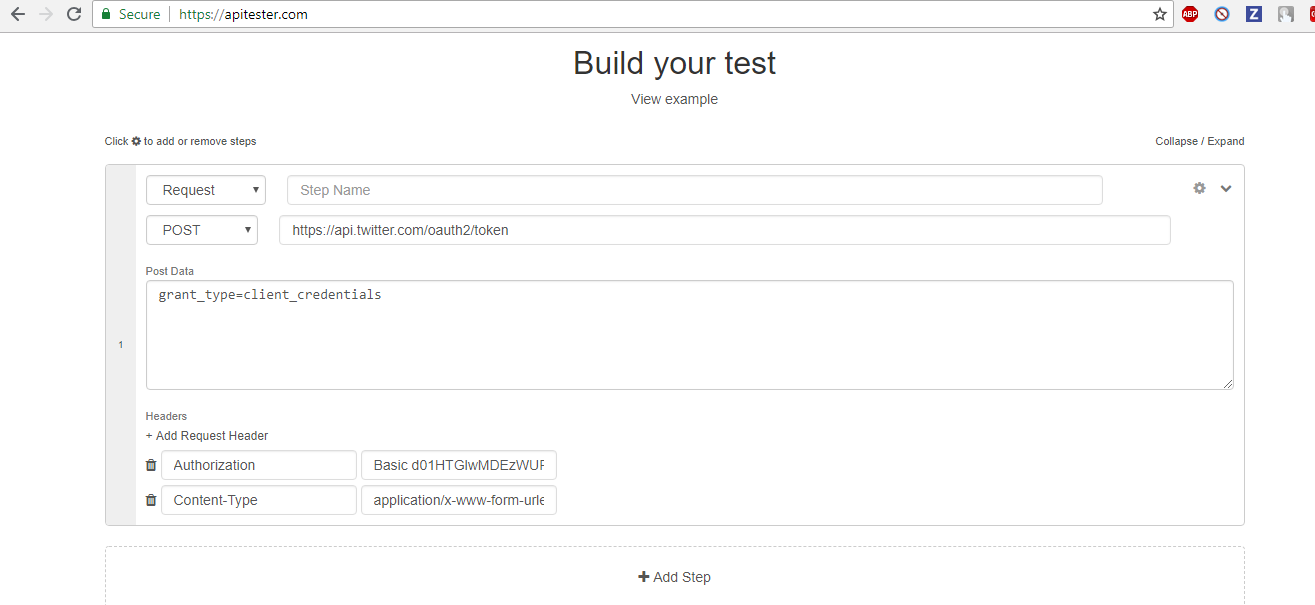 Secure https://apitester.com ABP Z
Build your test
View example
Click to add or remove steps Collapse / Expand
Request Step Name
POST https://api.twitter.com/oauth2/token
Post Data
grant_type=client_credentials
1
Headers
+ Add Request Header
Authorization Basic
Content-Type application/x-www-form-urle
+ Add Step